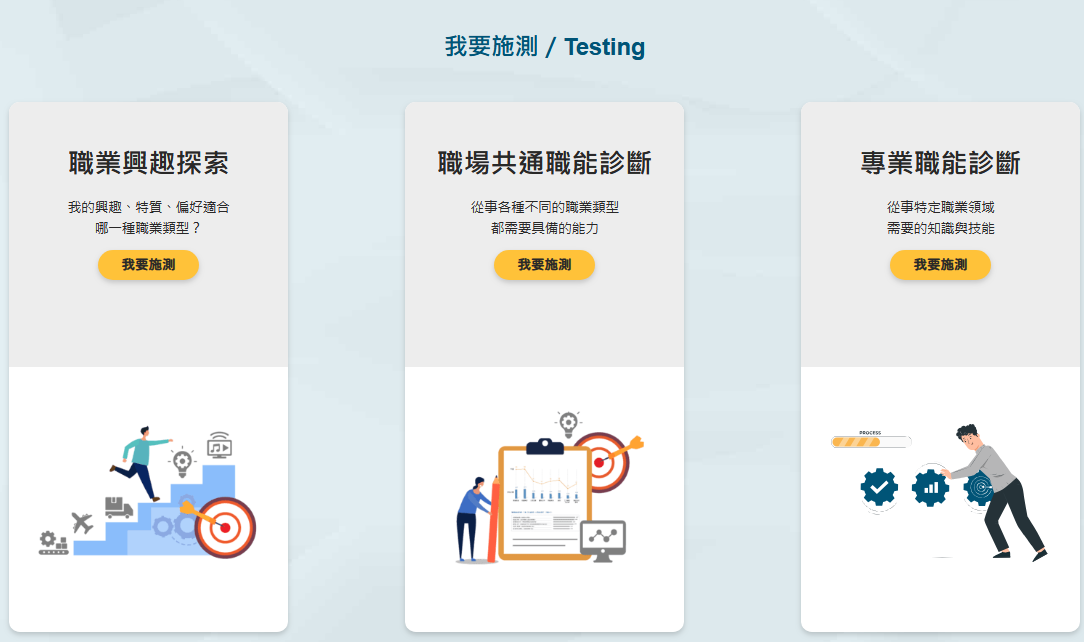 我要施測 / Testing
職業興趣探索
我的興趣、特質、偏好適合
哪一種職業類型？
我要施測
職場共通職能診斷
從事各種不同的職業類型
都需要具備的能力
我要施測
專業職能診斷
從事特定職業領域
需要的知識與技能
我要施測
PROCESS